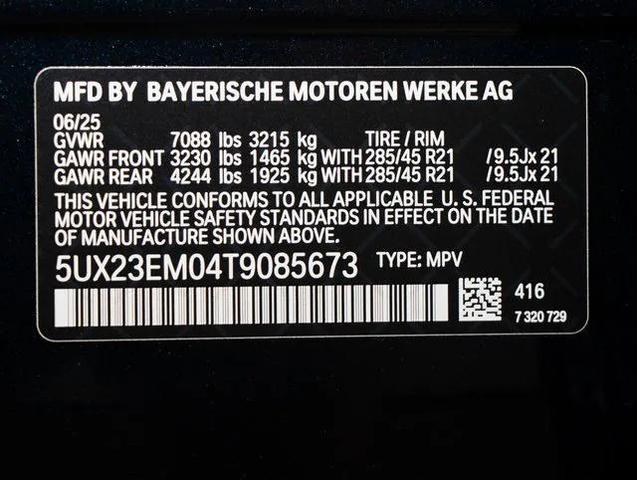 MFD BY BAYERISCHE MOTOREN WERKE AG
06/25
GVWR 7088 lbs 3215 kg TIRE / RIM
GAWR FRONT 3230 lbs 1465 kg WITH 285/45 R21 /9.5Jx 21
GAWR REAR 4244 lbs 1925 kg WITH 285/45 R21 /9.5Jx 21
THIS VEHICLE CONFORMS TO ALL APPLICABLE U. S. FEDERAL
MOTOR VEHICLE SAFETY STANDARDS IN EFFECT ON THE DATE
OF MANUFACTURE SHOWN ABOVE.
5UX23EM04T9085673 TYPE: MPV
416
7 320 729